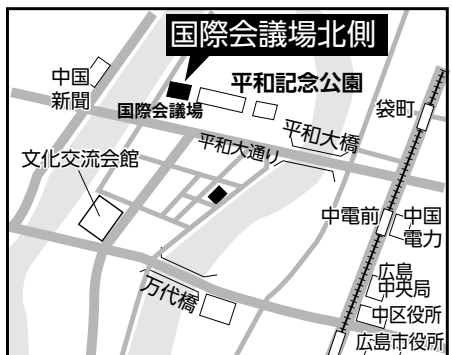 国際会議場北側
中国
新聞
国際会議場
平和記念公園
袋町
平和大通り
平和大橋
文化交流会館
中電前
中国
電力
万代橋
広島
中央局
中区役所
広島市役所